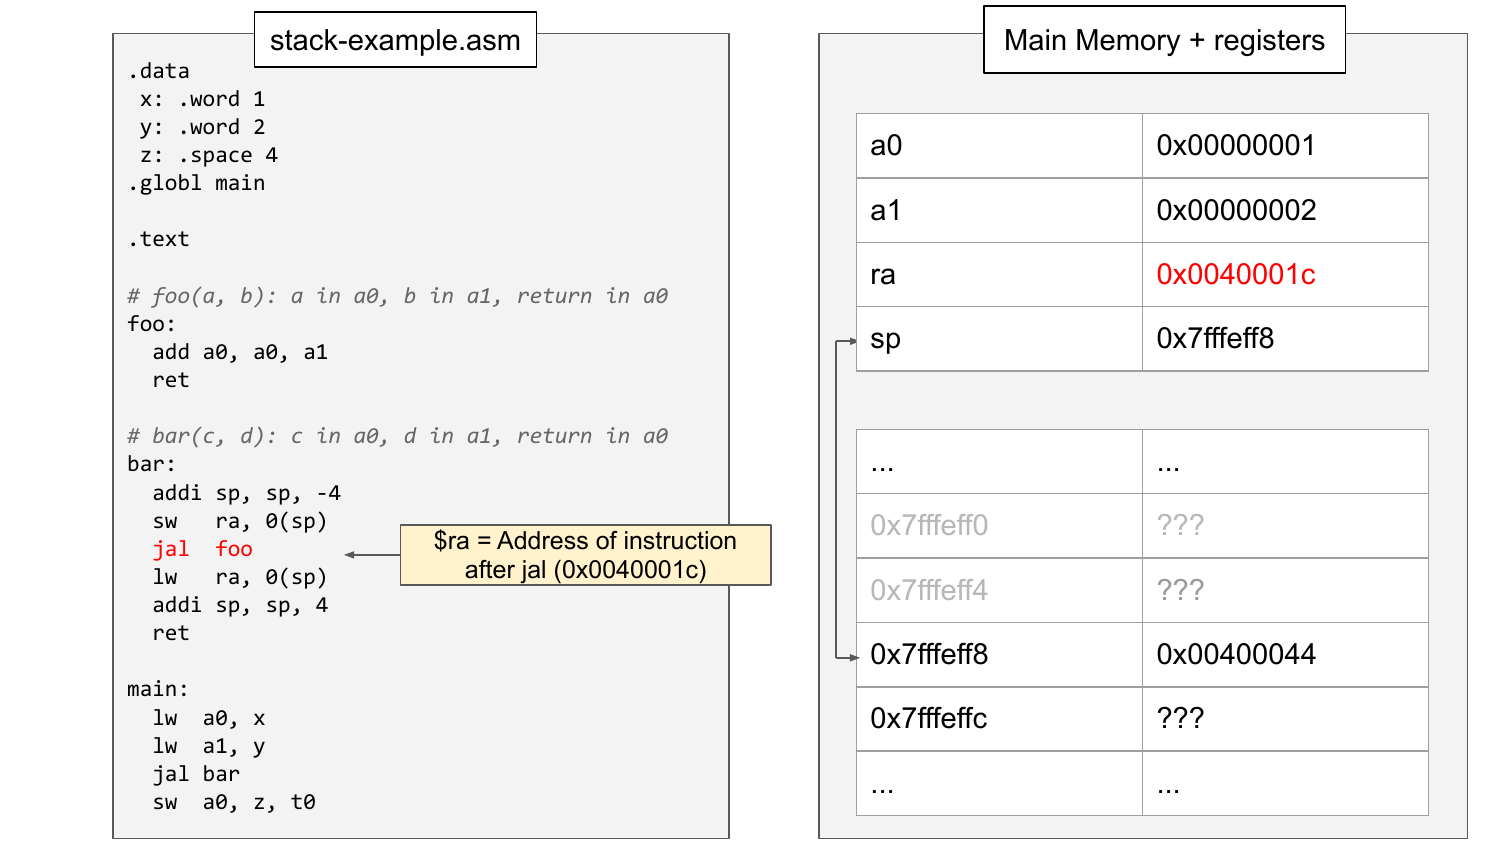 stack-example.asm
.data
 x: .word 1
 y: .word 2
 z: .space 4
.globl main

.text

# foo(a, b): a in a0, b in a1, return in a0
foo:
  add a0, a0, a1
  ret

# bar(c, d): c in a0, d in a1, return in a0
bar:
  addi sp, sp, -4
  sw   ra, 0(sp)
  jal  foo
  lw   ra, 0(sp)
  addi sp, sp, 4
  ret

main:
  lw  a0, x
  lw  a1, y
  jal bar
  sw  a0, z, t0
$ra = Address of instruction
after jal (0x0040001c)
Main Memory + registers
a0 0x00000001
a1 0x00000002
ra 0x0040001c
sp 0x7fffeff8
... ...
0x7fffeff0 ???
0x7fffeff4 ???
0x7fffeff8 0x00400044
0x7fffeffc ???
... ...